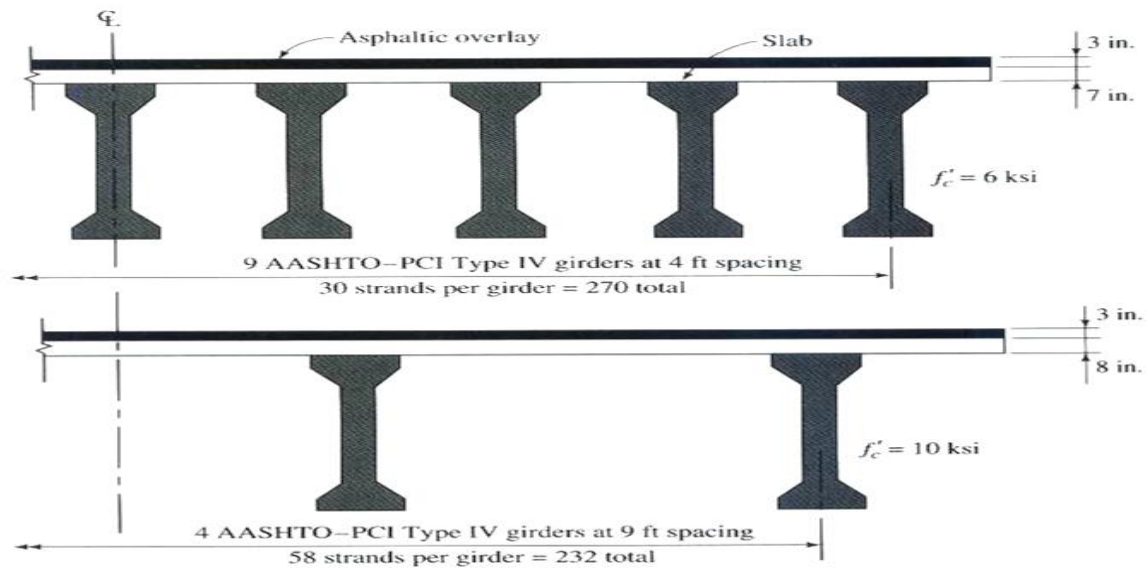 ℄
Asphaltic overlay
Slab
3 in.
7 in.
f′c = 6 ksi
9 AASHTO–PCI Type IV girders at 4 ft spacing
30 strands per girder = 270 total
3 in.
8 in.
f′c = 10 ksi
4 AASHTO–PCI Type IV girders at 9 ft spacing
58 strands per girder = 232 total